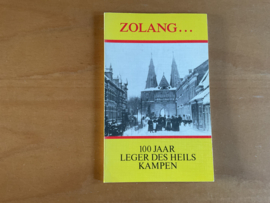 ZOLANG...
100 JAAR
LEGER DES HEILS
KAMPEN